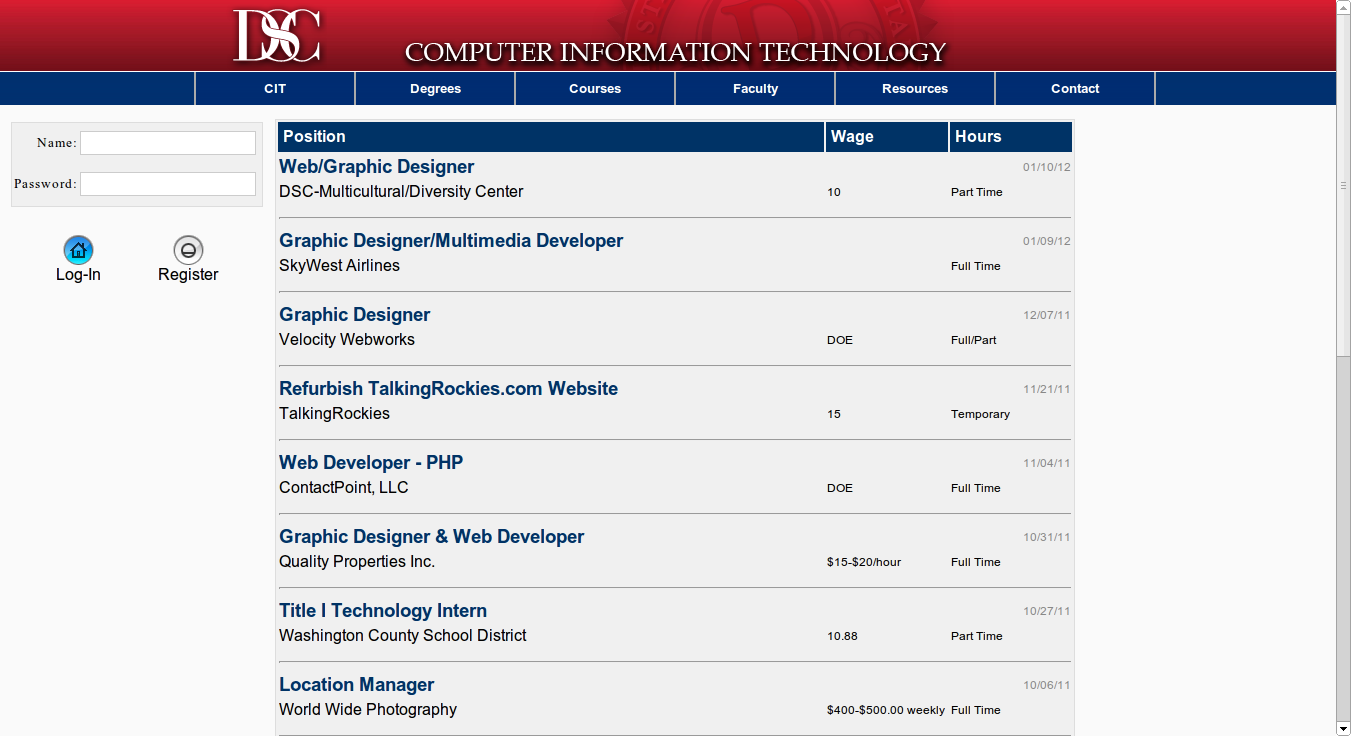 DSC
COMPUTER INFORMATION TECHNOLOGY
CIT Degrees Courses Faculty Resources Contact
Name:
Password:
Log-In Register
Position Wage Hours
Web/Graphic Designer 01/10/12
DSC-Multicultural/Diversity Center 10 Part Time
Graphic Designer/Multimedia Developer 01/09/12
SkyWest Airlines Full Time
Graphic Designer 12/07/11
Velocity Webworks DOE Full/Part
Refurbish TalkingRockies.com Website 11/21/11
TalkingRockies 15 Temporary
Web Developer - PHP 11/04/11
ContactPoint, LLC DOE Full Time
Graphic Designer & Web Developer 10/31/11
Quality Properties Inc. $15-$20/hour Full Time
Title I Technology Intern 10/27/11
Washington County School District 10.88 Part Time
Location Manager 10/06/11
World Wide Photography $400-$500.00 weekly Full Time